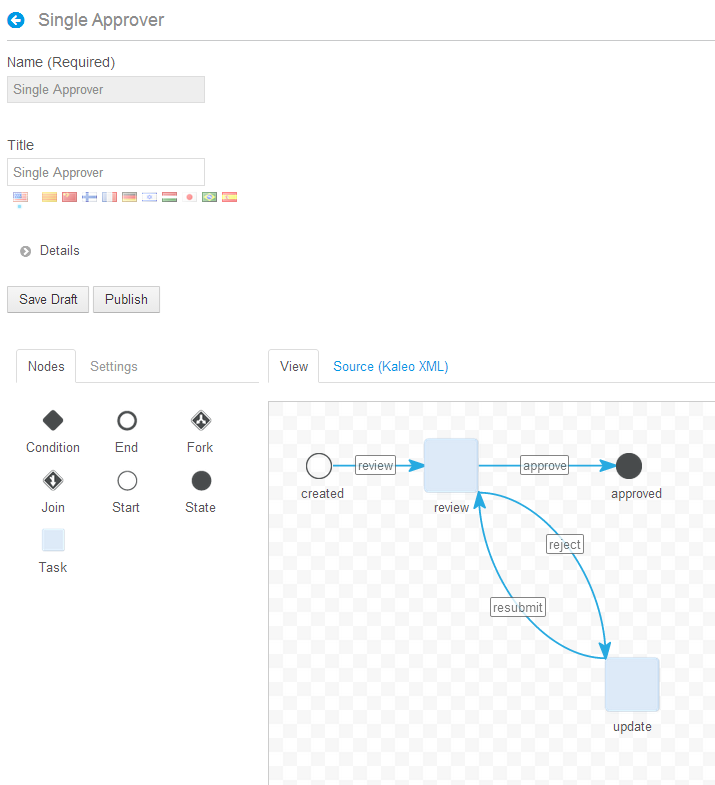 Single Approver
Name (Required)
Single Approver
Title
Single Approver
Details
Save Draft Publish
Nodes Settings
Condition End Fork
Join Start State
Task
View Source (Kaleo XML)
review approve
created review approved
reject
resubmit
update